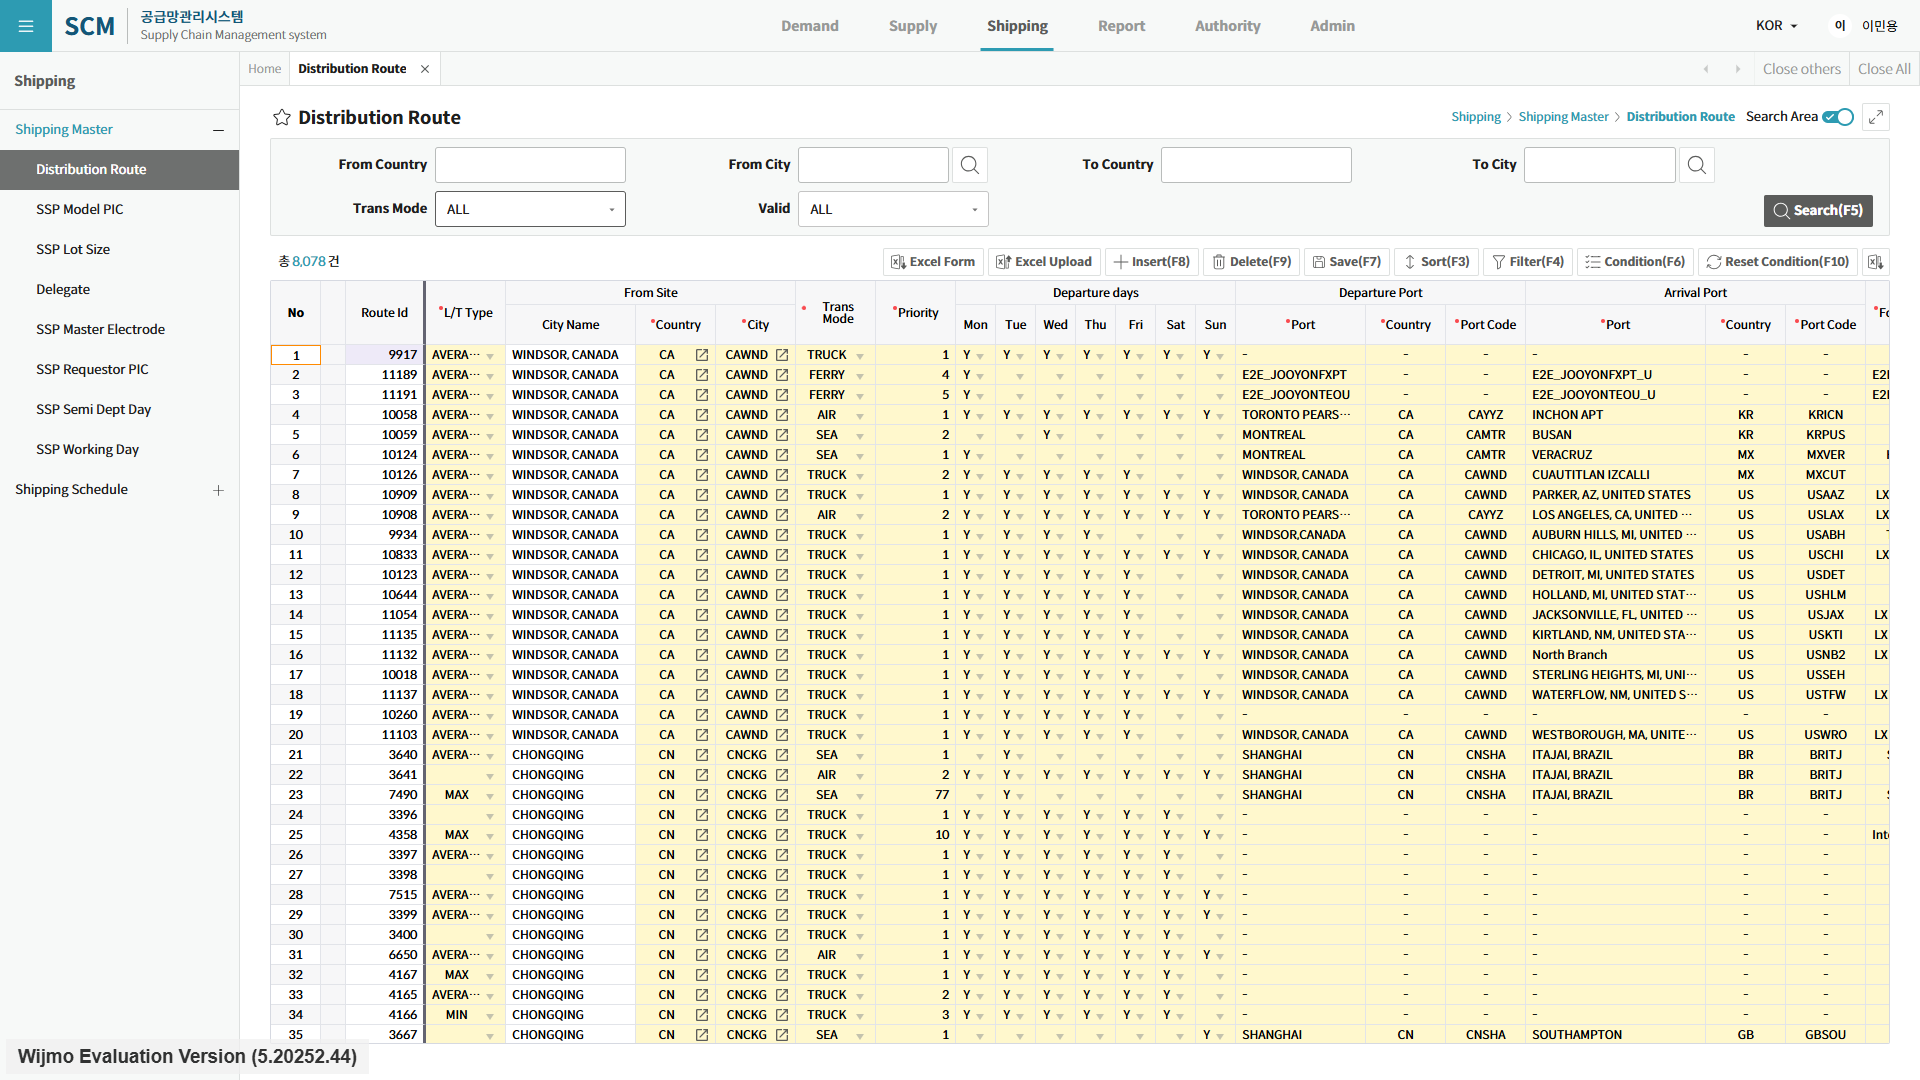 SCM 공급망관리시스템
Supply Chain Management system
Demand Supply Shipping Report Authority Admin
KOR 이 이민용
Shipping
Home Distribution Route Close others Close All
Shipping Master
Distribution Route
SSP Model PIC
SSP Lot Size
Delegate
SSP Master Electrode
SSP Requestor PIC
SSP Semi Dept Day
SSP Working Day
Shipping Schedule
Distribution Route
Shipping > Shipping Master > Distribution Route Search Area
From Country From City To Country To City
Trans Mode ALL Valid ALL Search(F5)
총 8,078 건
Excel Form Excel Upload Insert(F8) Delete(F9) Save(F7) Sort(F3) Filter(F4) Condition(F6) Reset Condition(F10)
No Route Id *L/T Type From Site * Trans Mode *Priority Departure days Departure Port Arrival Port
City Name *Country *City Mon Tue Wed Thu Fri Sat Sun *Port *Country *Port Code *Port *Country *Port Code
1 9917 AVERA··· WINDSOR, CANADA CA CAWND TRUCK 1 Y Y Y Y Y Y Y - - - - - -
2 11189 AVERA··· WINDSOR, CANADA CA CAWND FERRY 4 Y E2E_JOOYONFXPT - - E2E_JOOYONFXPT_U - -
3 11191 AVERA··· WINDSOR, CANADA CA CAWND FERRY 5 Y E2E_JOOYONTEOU - - E2E_JOOYONTEOU_U - -
4 10058 AVERA··· WINDSOR, CANADA CA CAWND AIR 1 Y Y Y Y Y Y Y TORONTO PEARS··· CA CAYYZ INCHON APT KR KRICN
5 10059 AVERA··· WINDSOR, CANADA CA CAWND SEA 2 Y MONTREAL CA CAMTR BUSAN KR KRPUS
6 10124 AVERA··· WINDSOR, CANADA CA CAWND SEA 1 Y MONTREAL CA CAMTR VERACRUZ MX MXVER
7 10126 AVERA··· WINDSOR, CANADA CA CAWND TRUCK 2 Y Y Y Y Y WINDSOR, CANADA CA CAWND CUAUTITLAN IZCALLI MX MXCUT
8 10909 AVERA··· WINDSOR, CANADA CA CAWND TRUCK 1 Y Y Y Y Y Y Y WINDSOR, CANADA CA CAWND PARKER, AZ, UNITED STATES US USAAZ LX
9 10908 AVERA··· WINDSOR, CANADA CA CAWND AIR 2 Y Y Y Y Y Y Y TORONTO PEARS··· CA CAYYZ LOS ANGELES, CA, UNITED ··· US USLAX LX
10 9934 AVERA··· WINDSOR, CANADA CA CAWND TRUCK 1 Y Y Y Y WINDSOR,CANADA CA CAWND AUBURN HILLS, MI, UNITED ··· US USABH
11 10833 AVERA··· WINDSOR, CANADA CA CAWND TRUCK 1 Y Y Y Y Y Y Y WINDSOR, CANADA CA CAWND CHICAGO, IL, UNITED STATES US USCHI LX
12 10123 AVERA··· WINDSOR, CANADA CA CAWND TRUCK 1 Y Y Y Y Y WINDSOR, CANADA CA CAWND DETROIT, MI, UNITED STATES US USDET
13 10644 AVERA··· WINDSOR, CANADA CA CAWND TRUCK 1 Y Y Y Y Y WINDSOR, CANADA CA CAWND HOLLAND, MI, UNITED STAT··· US USHLM
14 11054 AVERA··· WINDSOR, CANADA CA CAWND TRUCK 1 Y Y Y Y Y WINDSOR, CANADA CA CAWND JACKSONVILLE, FL, UNITED ··· US USJAX LX
15 11135 AVERA··· WINDSOR, CANADA CA CAWND TRUCK 1 Y Y Y Y Y WINDSOR, CANADA CA CAWND KIRTLAND, NM, UNITED STA··· US USKTI LX
16 11132 AVERA··· WINDSOR, CANADA CA CAWND TRUCK 1 Y Y Y Y Y Y Y WINDSOR, CANADA CA CAWND North Branch US USNB2 LX
17 10018 AVERA··· WINDSOR, CANADA CA CAWND TRUCK 1 Y Y Y Y Y WINDSOR, CANADA CA CAWND STERLING HEIGHTS, MI, UNI··· US USSEH
18 11137 AVERA··· WINDSOR, CANADA CA CAWND TRUCK 1 Y Y Y Y Y Y Y WINDSOR, CANADA CA CAWND WATERFLOW, NM, UNITED S··· US USTFW LX
19 10260 AVERA··· WINDSOR, CANADA CA CAWND TRUCK 1 Y Y Y Y Y - - - - - -
20 11103 AVERA··· WINDSOR, CANADA CA CAWND TRUCK 1 Y Y Y Y Y WINDSOR, CANADA CA CAWND WESTBOROUGH, MA, UNITE··· US USWRO LX
21 3640 AVERA··· CHONGQING CN CNCKG SEA 1 Y SHANGHAI CN CNSHA ITAJAI, BRAZIL BR BRITJ
22 3641 CHONGQING CN CNCKG AIR 2 Y Y Y Y Y Y Y SHANGHAI CN CNSHA ITAJAI, BRAZIL BR BRITJ
23 7490 MAX CHONGQING CN CNCKG SEA 77 Y SHANGHAI CN CNSHA ITAJAI, BRAZIL BR BRITJ
24 3396 CHONGQING CN CNCKG TRUCK 1 Y Y Y Y Y Y - - - - - -
25 4358 MAX CHONGQING CN CNCKG TRUCK 10 Y Y Y Y Y Y Y - - - - - -
26 3397 AVERA··· CHONGQING CN CNCKG TRUCK 1 Y Y Y Y Y Y - - - - - -
27 3398 CHONGQING CN CNCKG TRUCK 1 Y Y Y Y Y Y - - - - - -
28 7515 AVERA··· CHONGQING CN CNCKG TRUCK 1 Y Y Y Y Y Y Y - - - - - -
29 3399 AVERA··· CHONGQING CN CNCKG TRUCK 1 Y Y Y Y Y Y Y - - - - - -
30 3400 CHONGQING CN CNCKG TRUCK 1 Y Y Y Y Y Y - - - - - -
31 6650 AVERA··· CHONGQING CN CNCKG AIR 1 Y Y Y Y Y Y Y - - - - - -
32 4167 MAX CHONGQING CN CNCKG TRUCK 1 Y Y Y Y Y Y - - - - - -
33 4165 AVERA··· CHONGQING CN CNCKG TRUCK 2 Y Y Y Y Y Y - - - - - -
34 4166 MIN CHONGQING CN CNCKG TRUCK 3 Y Y Y Y Y Y - - - - - -
35 3667 CHONGQING CN CNCKG SEA 1 Y SHANGHAI CN CNSHA SOUTHAMPTON GB GBSOU
Wijmo Evaluation Version (5.20252.44)